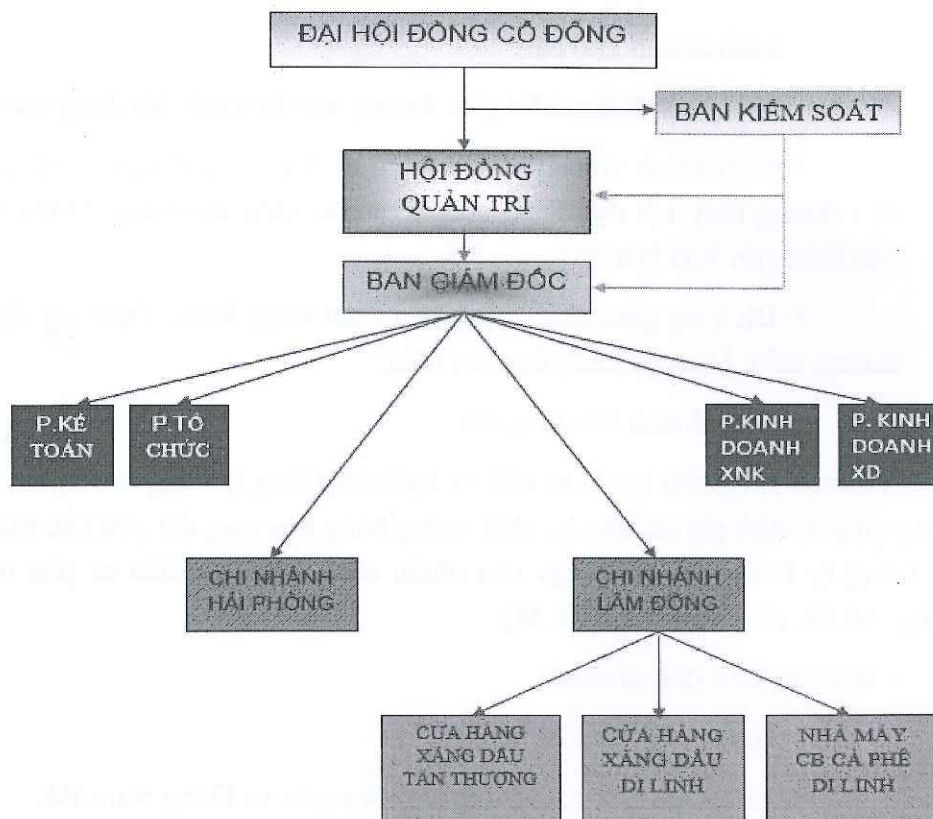 ĐẠI HỘI ĐỒNG CỔ ĐÔNG
BAN KIỂM SOÁT
HỘI ĐỒNG
QUẢN TRỊ
BAN GIÁM ĐỐC
P.KẾ
TOÁN
P.TỔ
CHỨC
P.KINH
DOANH
XNK
P. KINH
DOANH
XD
CHI NHÁNH
HẢI PHÒNG
CHI NHÁNH
LÂM ĐỒNG
CỬA HÀNG
XĂNG DẦU
TÂN THƯỢNG
CỬA HÀNG
XĂNG DẦU
DI LINH
NHÀ MÁY
CB CÀ PHÊ
DI LINH